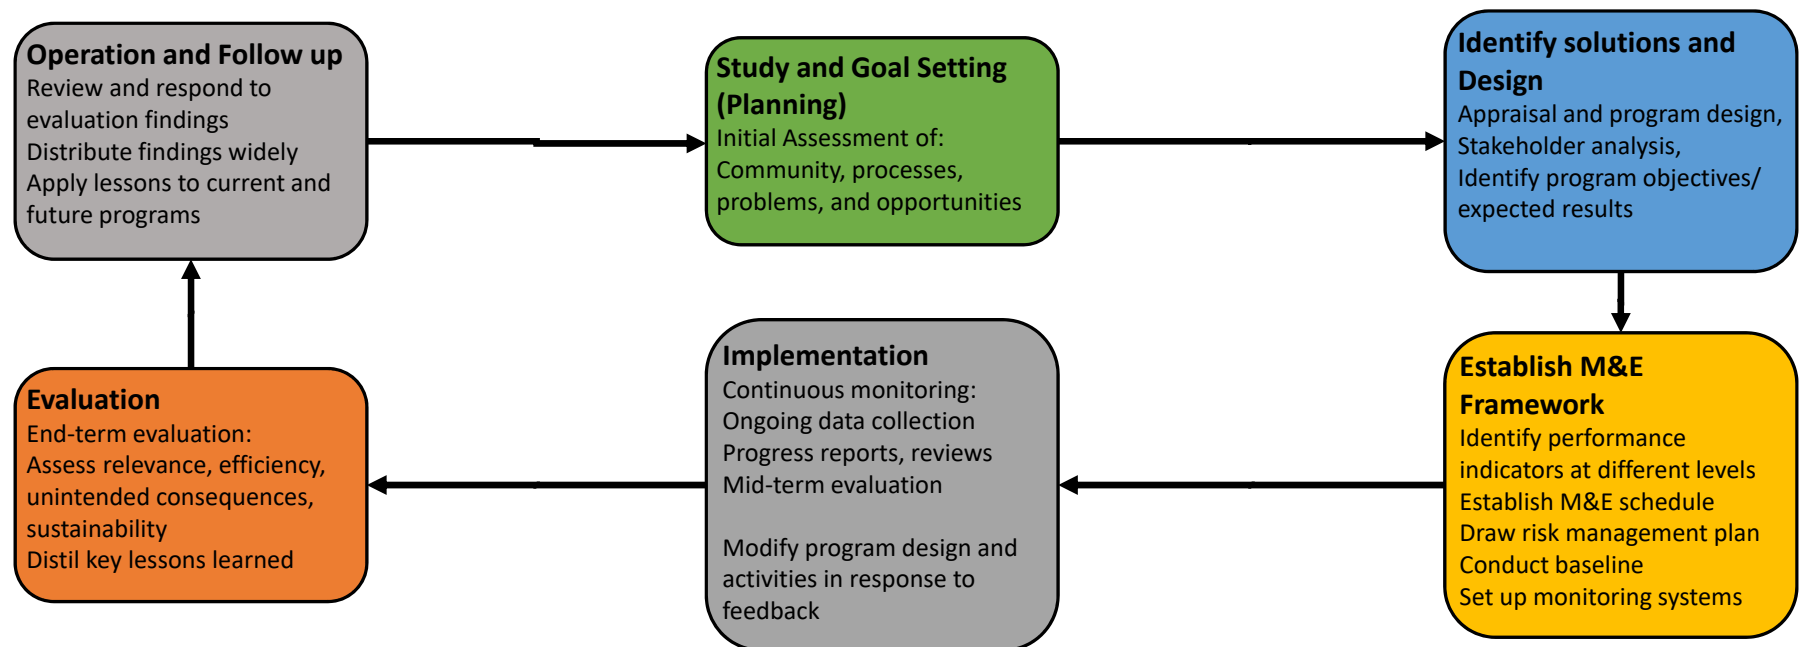 Operation and Follow up
Review and respond to
evaluation findings
Distribute findings widely
Apply lessons to current and
future programs
Study and Goal Setting
(Planning)
Initial Assessment of:
Community, processes,
problems, and opportunities
Identify solutions and
Design
Appraisal and program design,
Stakeholder analysis,
Identify program objectives/
expected results
Evaluation
End-term evaluation:
Assess relevance, efficiency,
unintended consequences,
sustainability
Distil key lessons learned
Implementation
Continuous monitoring:
Ongoing data collection
Progress reports, reviews
Mid-term evaluation
Modify program design and
activities in response to
feedback
Establish M&E
Framework
Identify performance
indicators at different levels
Establish M&E schedule
Draw risk management plan
Conduct baseline
Set up monitoring systems